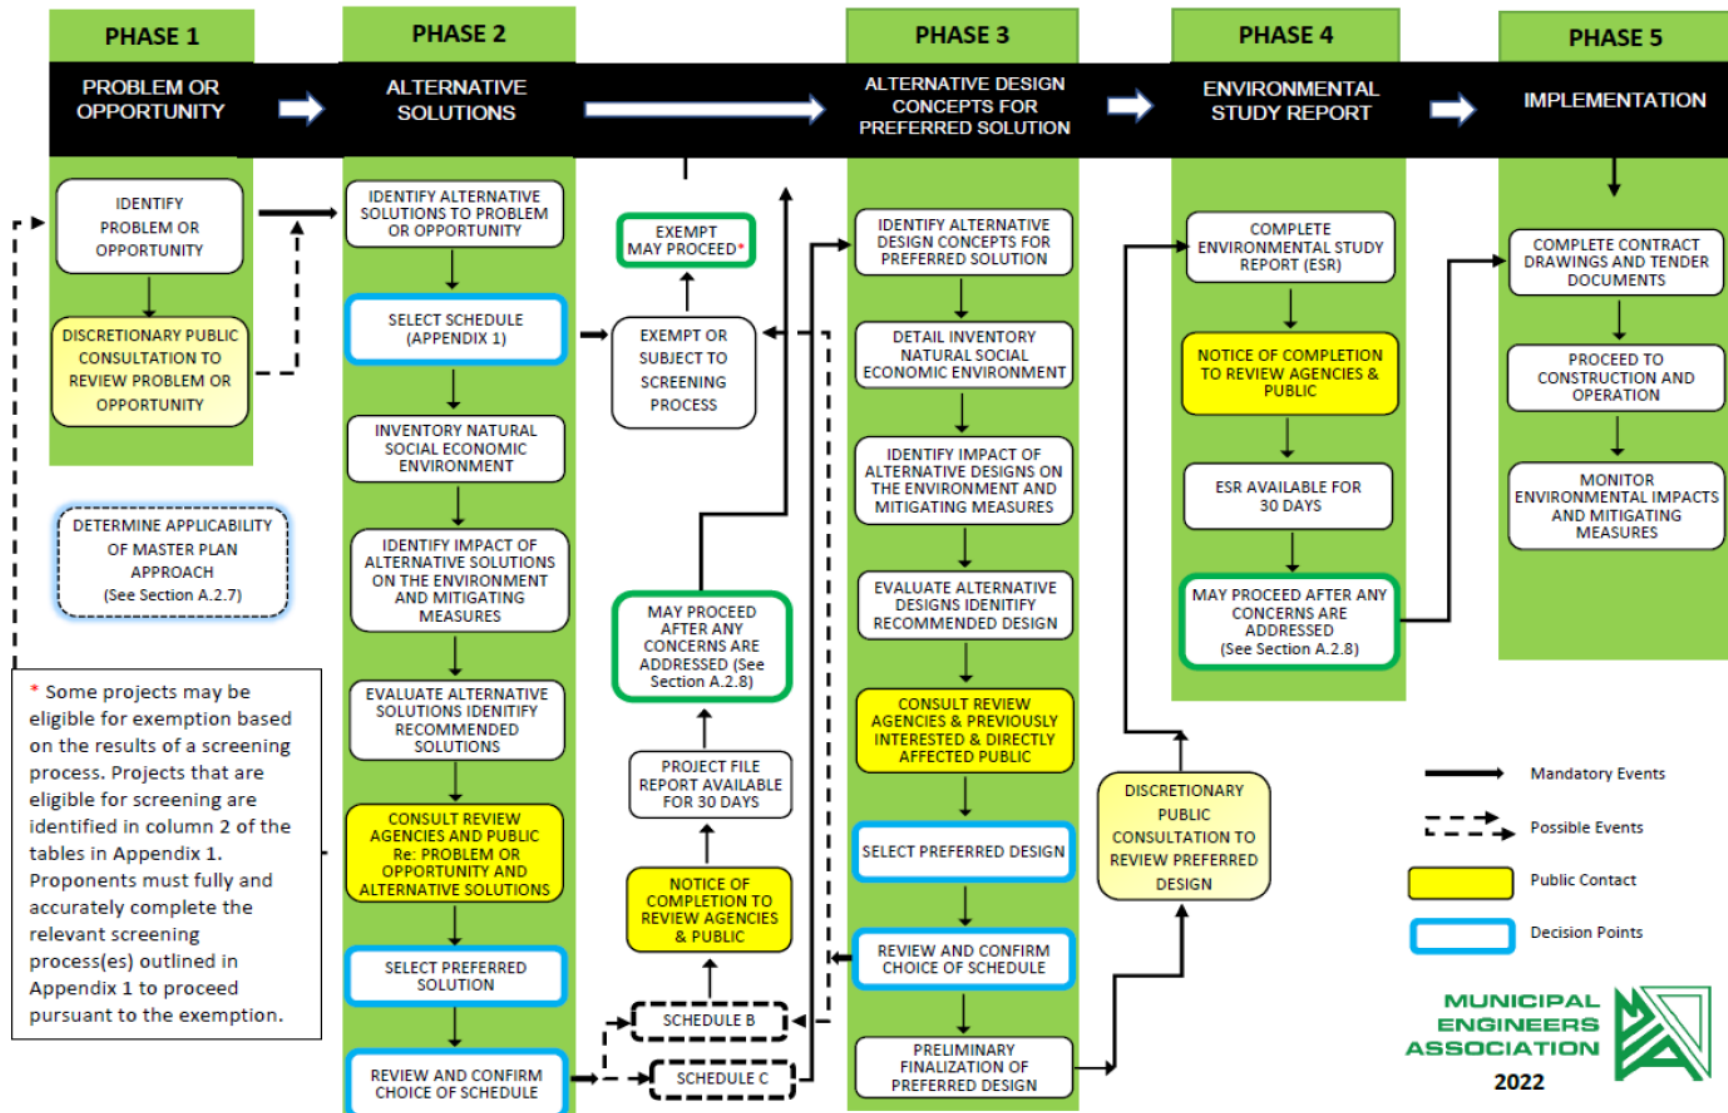 PHASE 1
PROBLEM OR
OPPORTUNITY
IDENTIFY
PROBLEM OR
OPPORTUNITY
DISCRETIONARY PUBLIC
CONSULTATION TO
REVIEW PROBLEM OR
OPPORTUNITY
DETERMINE APPLICABILITY
OF MASTER PLAN
APPROACH
(See Section A.2.7)
* Some projects may be
eligible for exemption based
on the results of a screening
process. Projects that are
eligible for screening are
identified in column 2 of the
tables in Appendix 1.
Proponents must fully and
accurately complete the
relevant screening
process(es) outlined in
Appendix 1 to proceed
pursuant to the exemption.
PHASE 2
ALTERNATIVE
SOLUTIONS
IDENTIFY ALTERNATIVE
SOLUTIONS TO PROBLEM
OR OPPORTUNITY
SELECT SCHEDULE
(APPENDIX 1)
INVENTORY NATURAL
SOCIAL ECONOMIC
ENVIRONMENT
IDENTIFY IMPACT OF
ALTERNATIVE SOLUTIONS
ON THE ENVIRONMENT
AND MITIGATING
MEASURES
EVALUATE ALTERNATIVE
SOLUTIONS IDENITIFY
RECOMMENDED
SOLUTIONS
CONSULT REVIEW
AGENCIES AND PUBLIC
Re: PROBLEM OR
OPPORTUNITY AND
ALTERNATIVE SOLUTIONS
SELECT PREFERRED
SOLUTION
REVIEW AND CONFIRM
CHOICE OF SCHEDULE
EXEMPT
MAY PROCEED*
EXEMPT OR
SUBJECT TO
SCREENING
PROCESS
MAY PROCEED
AFTER ANY
CONCERNS ARE
ADDRESSED (See
Section A.2.8)
PROJECT FILE
REPORT AVAILABLE
FOR 30 DAYS
NOTICE OF
COMPLETION TO
REVIEW AGENCIES
& PUBLIC
SCHEDULE B
SCHEDULE C
PHASE 3
ALTERNATIVE DESIGN
CONCEPTS FOR
PREFERRED SOLUTION
IDENTIFY ALTERNATIVE
DESIGN CONCEPTS FOR
PREFERRED SOLUTION
DETAIL INVENTORY
NATURAL SOCIAL
ECONOMIC ENVIRONMENT
IDENTIFY IMPACT OF
ALTERNATIVE DESIGNS ON
THE ENVIRONMENT AND
MITIGATING MEASURES
EVALUATE ALTERNATIVE
DESIGNS IDENITIFY
RECOMMENDED DESIGN
CONSULT REVIEW
AGENCIES & PREVIOUSLY
INTERESTED & DIRECTLY
AFFECTED PUBLIC
SELECT PREFERRED DESIGN
REVIEW AND CONFIRM
CHOICE OF SCHEDULE
PRELIMINARY
FINALIZATION OF
PREFERRED DESIGN
DISCRETIONARY
PUBLIC
CONSULTATION TO
REVIEW PREFERRED
DESIGN
PHASE 4
ENVIRONMENTAL
STUDY REPORT
COMPLETE
ENVIRONMENTAL STUDY
REPORT (ESR)
NOTICE OF COMPLETION
TO REVIEW AGENCIES &
PUBLIC
ESR AVAILABLE FOR
30 DAYS
MAY PROCEED AFTER ANY
CONCERNS ARE
ADDRESSED
(See Section A.2.8)
PHASE 5
IMPLEMENTATION
COMPLETE CONTRACT
DRAWINGS AND TENDER
DOCUMENTS
PROCEED TO
CONSTRUCTION AND
OPERATION
MONITOR
ENVIRONMENTAL IMPACTS
AND MITIGATING
MEASURES
Mandatory Events
Possible Events
Public Contact
Decision Points
MUNICIPAL
ENGINEERS
ASSOCIATION
2022